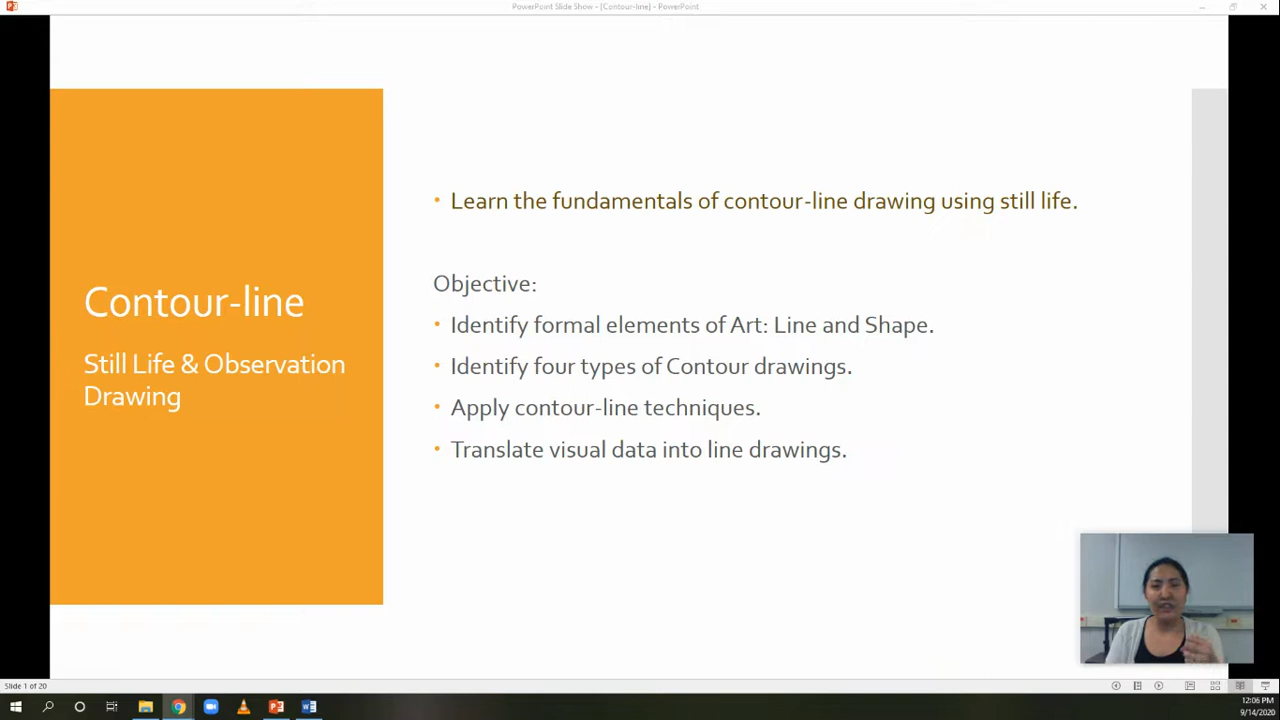 PowerPoint Slide Show - [Contour-line] - PowerPoint
Contour-line
Still Life & Observation
Drawing
• Learn the fundamentals of contour-line drawing using still life.
Objective:
• Identify formal elements of Art: Line and Shape.
• Identify four types of Contour drawings.
• Apply contour-line techniques.
• Translate visual data into line drawings.
Slide 1 of 20
12:06 PM
9/14/2020